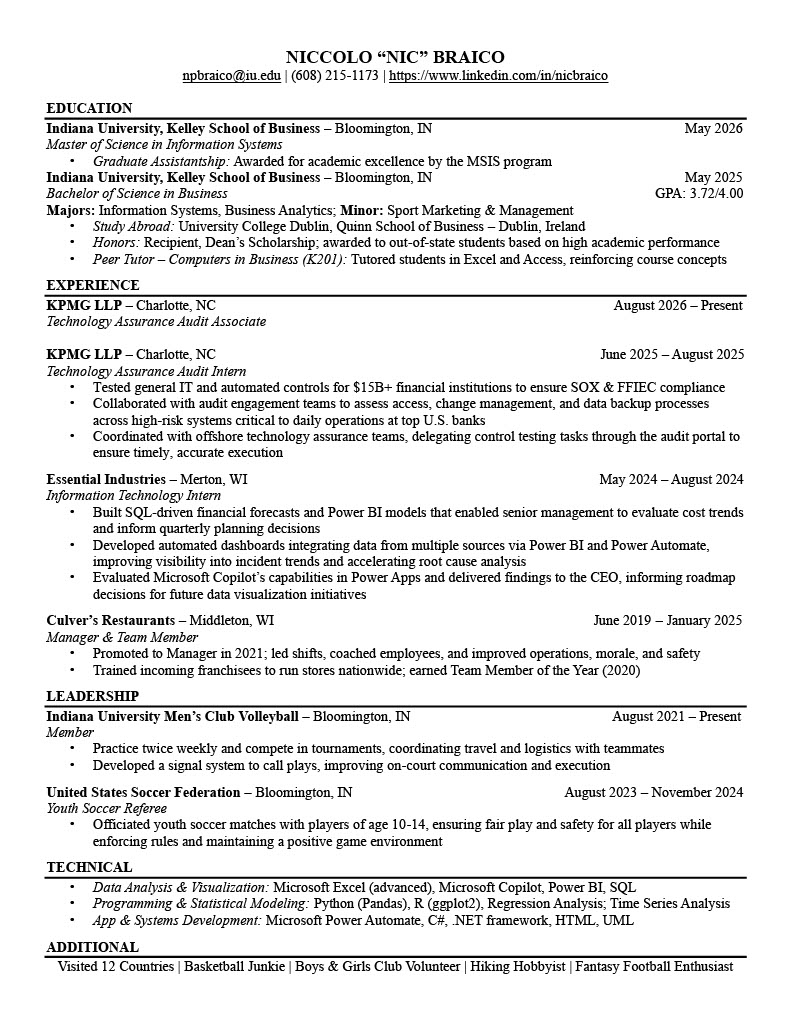 NICCOLO “NIC” BRAICO
npbraico@iu.edu | (608) 215-1173 | https://www.linkedin.com/in/nicbraico
EDUCATION
Indiana University, Kelley School of Business – Bloomington, IN May 2026
Master of Science in Information Systems
• Graduate Assistantship: Awarded for academic excellence by the MSIS program
Indiana University, Kelley School of Business – Bloomington, IN May 2025
Bachelor of Science in Business GPA: 3.72/4.00
Majors: Information Systems, Business Analytics; Minor: Sport Marketing & Management
• Study Abroad: University College Dublin, Quinn School of Business – Dublin, Ireland
• Honors: Recipient, Dean’s Scholarship; awarded to out-of-state students based on high academic performance
• Peer Tutor – Computers in Business (K201): Tutored students in Excel and Access, reinforcing course concepts
EXPERIENCE
KPMG LLP – Charlotte, NC August 2026 – Present
Technology Assurance Audit Associate
KPMG LLP – Charlotte, NC June 2025 – August 2025
Technology Assurance Audit Intern
• Tested general IT and automated controls for $15B+ financial institutions to ensure SOX & FFIEC compliance
• Collaborated with audit engagement teams to assess access, change management, and data backup processes
across high-risk systems critical to daily operations at top U.S. banks
• Coordinated with offshore technology assurance teams, delegating control testing tasks through the audit portal to
ensure timely, accurate execution
Essential Industries – Merton, WI May 2024 – August 2024
Information Technology Intern
• Built SQL-driven financial forecasts and Power BI models that enabled senior management to evaluate cost trends
and inform quarterly planning decisions
• Developed automated dashboards integrating data from multiple sources via Power BI and Power Automate,
improving visibility into incident trends and accelerating root cause analysis
• Evaluated Microsoft Copilot’s capabilities in Power Apps and delivered findings to the CEO, informing roadmap
decisions for future data visualization initiatives
Culver’s Restaurants – Middleton, WI June 2019 – January 2025
Manager & Team Member
• Promoted to Manager in 2021; led shifts, coached employees, and improved operations, morale, and safety
• Trained incoming franchisees to run stores nationwide; earned Team Member of the Year (2020)
LEADERSHIP
Indiana University Men’s Club Volleyball – Bloomington, IN August 2021 – Present
Member
• Practice twice weekly and compete in tournaments, coordinating travel and logistics with teammates
• Developed a signal system to call plays, improving on-court communication and execution
United States Soccer Federation – Bloomington, IN August 2023 – November 2024
Youth Soccer Referee
• Officiated youth soccer matches with players of age 10-14, ensuring fair play and safety for all players while
enforcing rules and maintaining a positive game environment
TECHNICAL
• Data Analysis & Visualization: Microsoft Excel (advanced), Microsoft Copilot, Power BI, SQL
• Programming & Statistical Modeling: Python (Pandas), R (ggplot2), Regression Analysis; Time Series Analysis
• App & Systems Development: Microsoft Power Automate, C#, .NET framework, HTML, UML
ADDITIONAL
Visited 12 Countries | Basketball Junkie | Boys & Girls Club Volunteer | Hiking Hobbyist | Fantasy Football Enthusiast